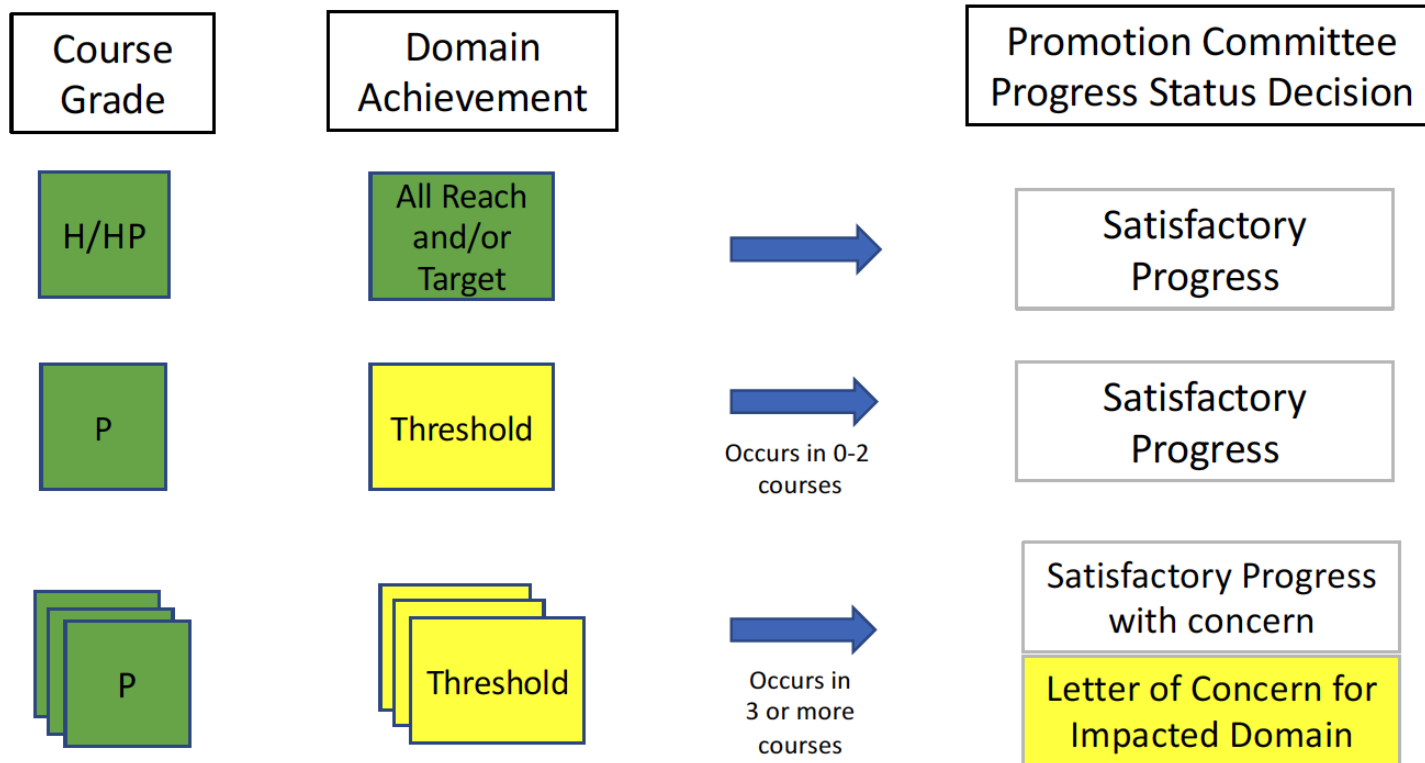 Course
Grade
Domain
Achievement
Promotion Committee
Progress Status Decision
H/HP
All Reach
and/or
Target
Satisfactory
Progress
P
Threshold
Occurs in 0-2
courses
Satisfactory
Progress
P
Threshold
Occurs in
3 or more
courses
Satisfactory Progress
with concern
Letter of Concern for
Impacted Domain